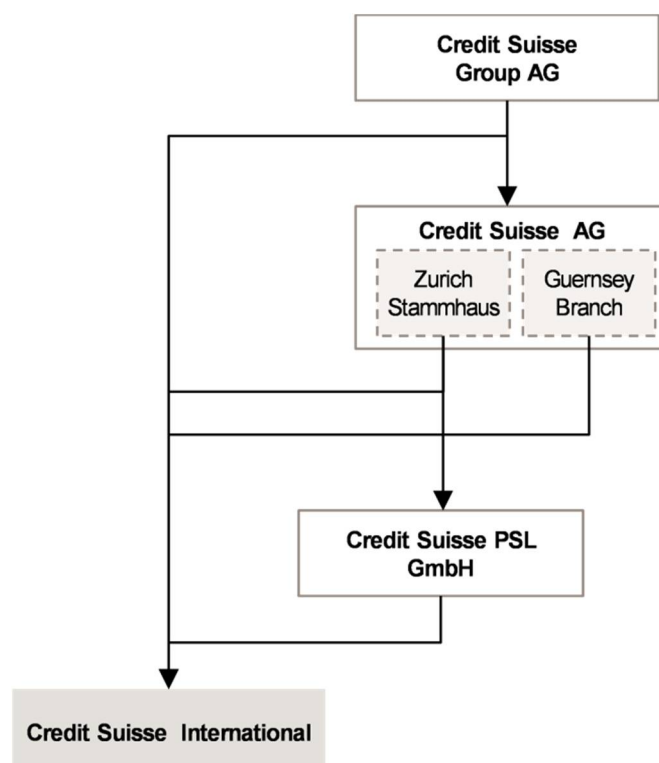 Credit Suisse
Group AG
Credit Suisse AG
Zurich
Stammhaus
Guernsey
Branch
Credit Suisse PSL
GmbH
Credit Suisse International